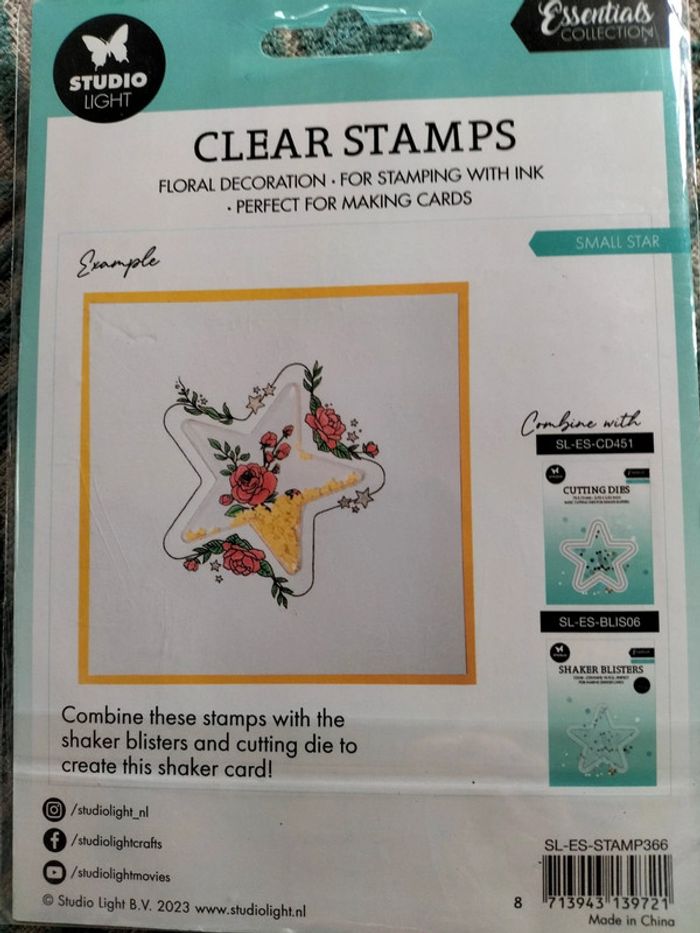 Essentials
COLLECTION
STUDIO
LIGHT
CLEAR STAMPS
FLORAL DECORATION · FOR STAMPING WITH INK
· PERFECT FOR MAKING CARDS
SMALL STAR
Example
Combine with
SL-ES-CD451
CUTTING DIES
SL-ES-BLIS06
SHAKER BLISTERS
Combine these stamps with the
shaker blisters and cutting die to
create this shaker card!
/studiolight_nl
/studiolightcrafts
/studiolightmovies
© Studio Light B.V. 2023 www.studiolight.nl
SL-ES-STAMP366
8 713943 139721
Made in China